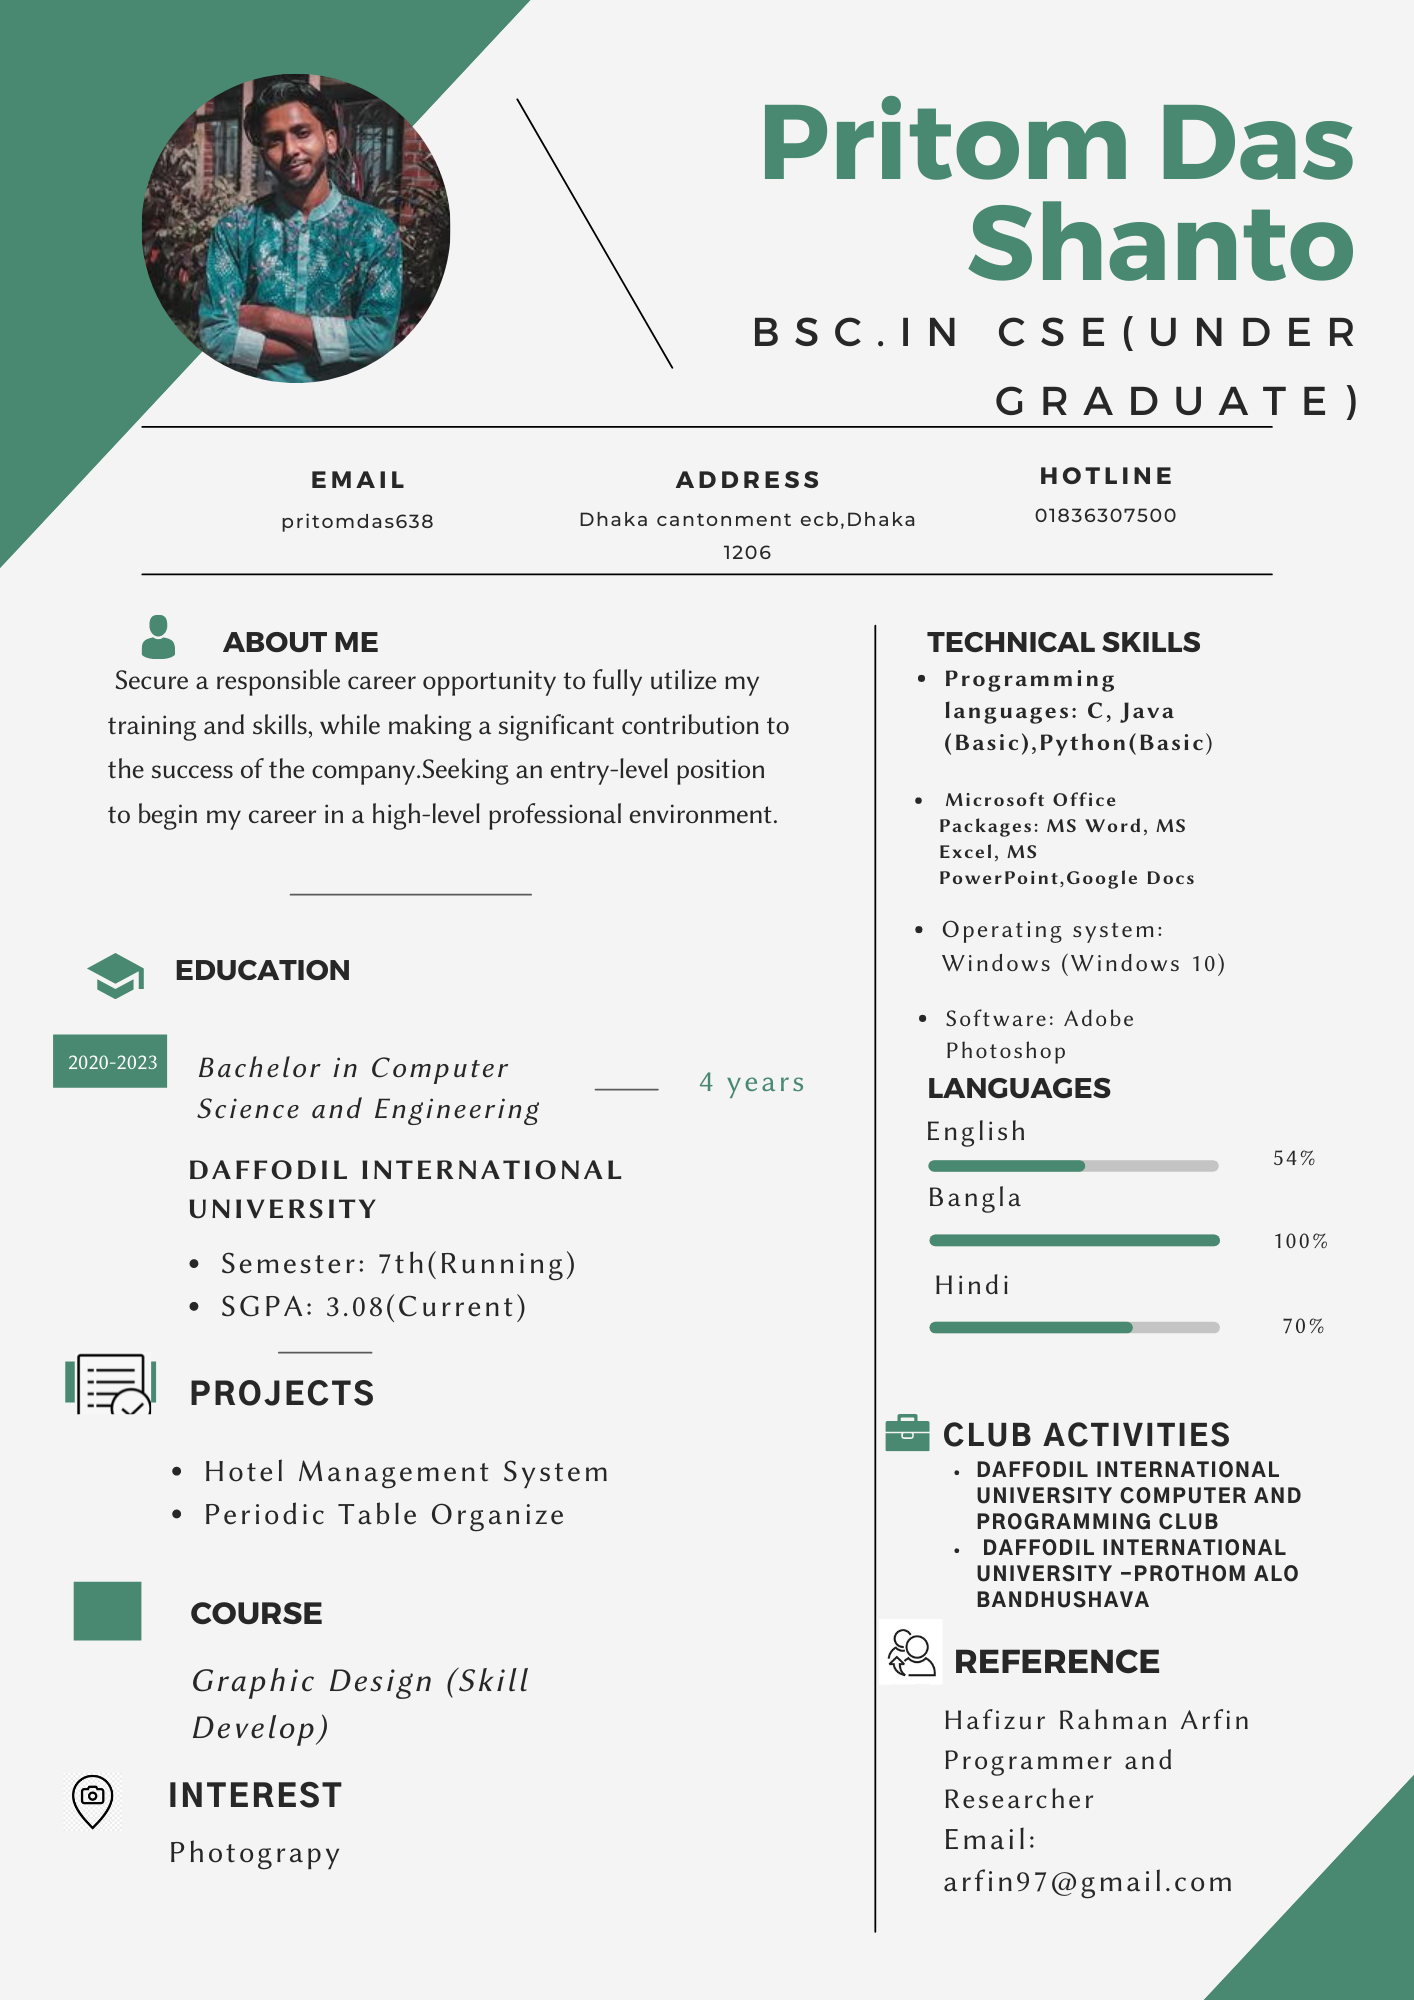 Pritom Das
Shanto
BSC.IN CSE(UNDER
GRADUATE)
EMAIL
pritomdas638
ADDRESS
Dhaka cantonment ecb,Dhaka
1206
HOTLINE
01836307500
ABOUT ME
Secure a responsible career opportunity to fully utilize my
training and skills, while making a significant contribution to
the success of the company.Seeking an entry-level position
to begin my career in a high-level professional environment.
EDUCATION
2020-2023
Bachelor in Computer
Science and Engineering
4 years
DAFFODIL INTERNATIONAL
UNIVERSITY
• Semester: 7th(Running)
• SGPA: 3.08(Current)
PROJECTS
• Hotel Management System
• Periodic Table Organize
COURSE
Graphic Design (Skill
Develop)
INTEREST
Photograpy
TECHNICAL SKILLS
• Programming
languages: C, Java
(Basic),Python(Basic)
• Microsoft Office
Packages: MS Word, MS
Excel, MS
PowerPoint,Google Docs
• Operating system:
Windows (Windows 10)
• Software: Adobe
Photoshop
LANGUAGES
English
54%
Bangla
100%
Hindi
70%
CLUB ACTIVITIES
• DAFFODIL INTERNATIONAL
UNIVERSITY COMPUTER AND
PROGRAMMING CLUB
• DAFFODIL INTERNATIONAL
UNIVERSITY –PROTHOM ALO
BANDHUSHAVA
REFERENCE
Hafizur Rahman Arfin
Programmer and
Researcher
Email:
arfin97@gmail.com